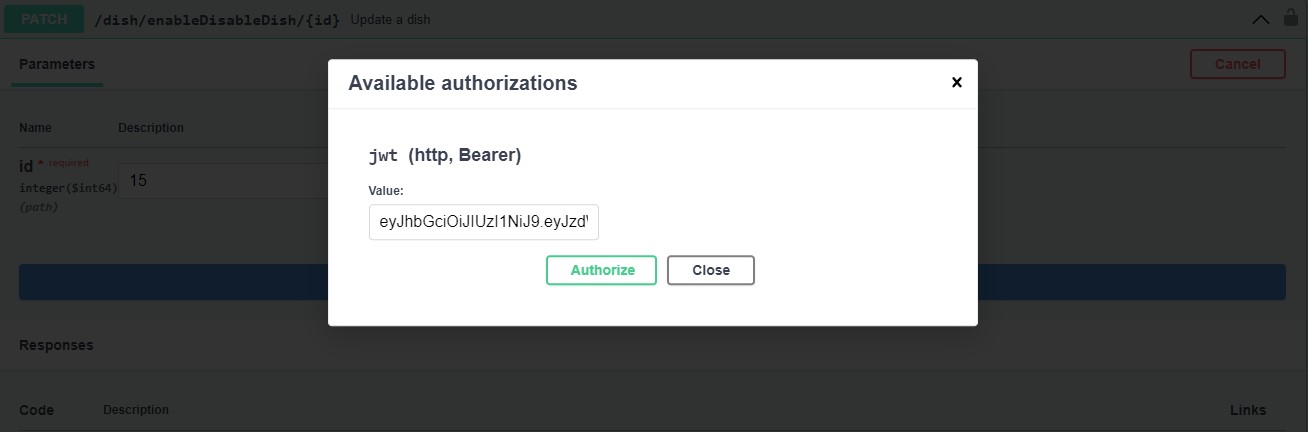 PATCH /dish/enableDisableDish/{id} Update a dish
Parameters
Cancel
Available authorizations
Name Description
jwt (http, Bearer)
id * required
integer($int64)
(path)
15
Value:
eyJhbGciOiJIUzI1NiJ9.eyJzd
Authorize Close
Responses
Code Description Links